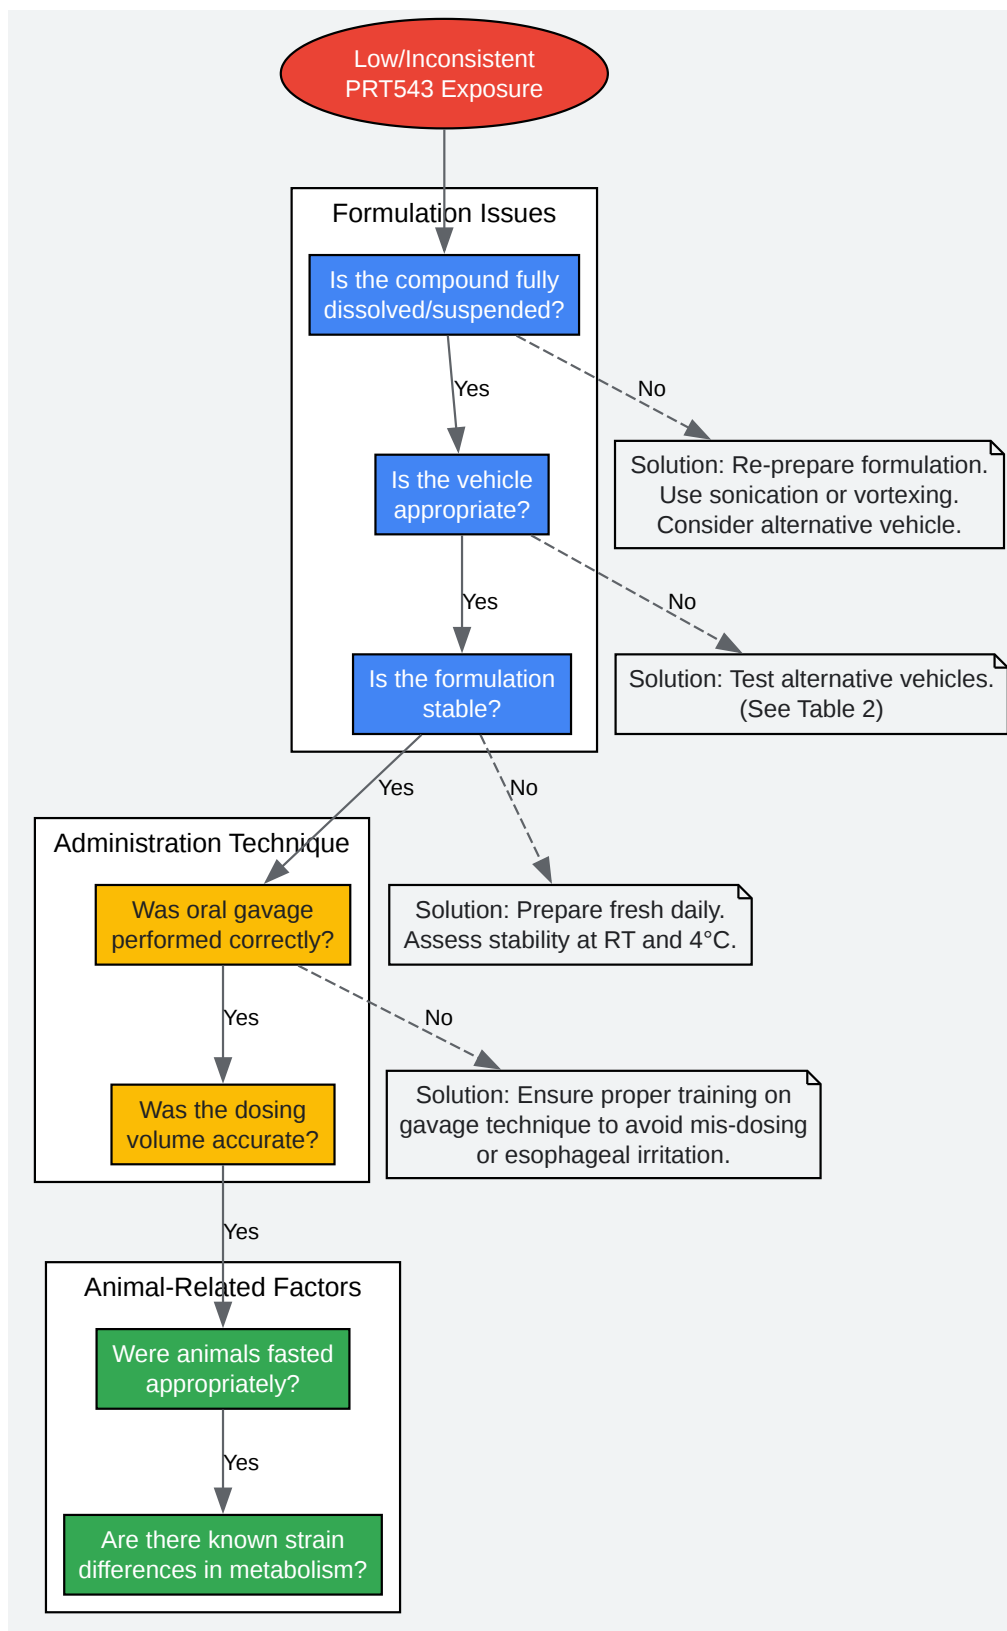 Low/Inconsistent
PRT543 Exposure
Formulation Issues
Is the compound fully
dissolved/suspended?
Yes
No
Solution: Re-prepare formulation.
Use sonication or vortexing.
Consider alternative vehicle.
Is the vehicle
appropriate?
Yes
No
Solution: Test alternative vehicles.
(See Table 2)
Is the formulation
stable?
Yes
No
Administration Technique
Was oral gavage
performed correctly?
Solution: Prepare fresh daily.
Assess stability at RT and 4°C.
Yes
No
Was the dosing
volume accurate?
Solution: Ensure proper training on
gavage technique to avoid mis-dosing
or esophageal irritation.
Yes
Animal-Related Factors
Were animals fasted
appropriately?
Yes
Are there known strain
differences in metabolism?